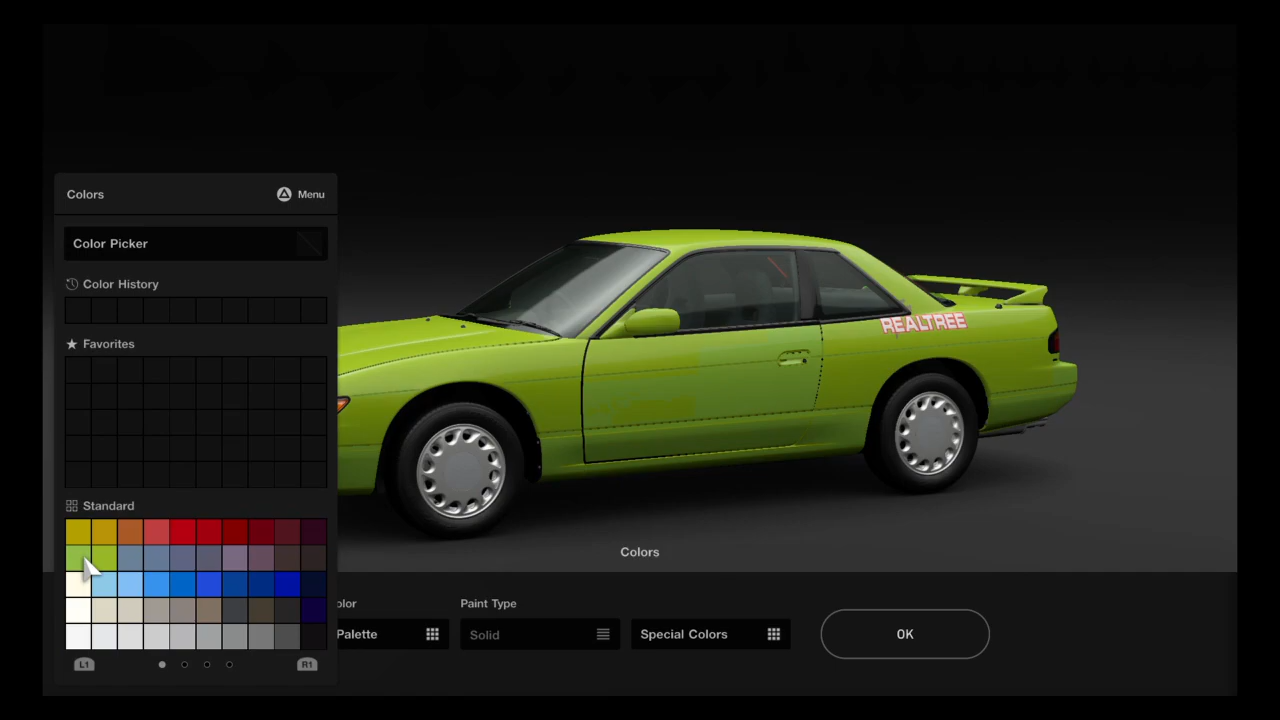 Colors
Menu
Color Picker
Color History
Favorites
REALTREE
Standard
Colors
olor
Paint Type
Palette
Solid
Special Colors
OK
L1
R1